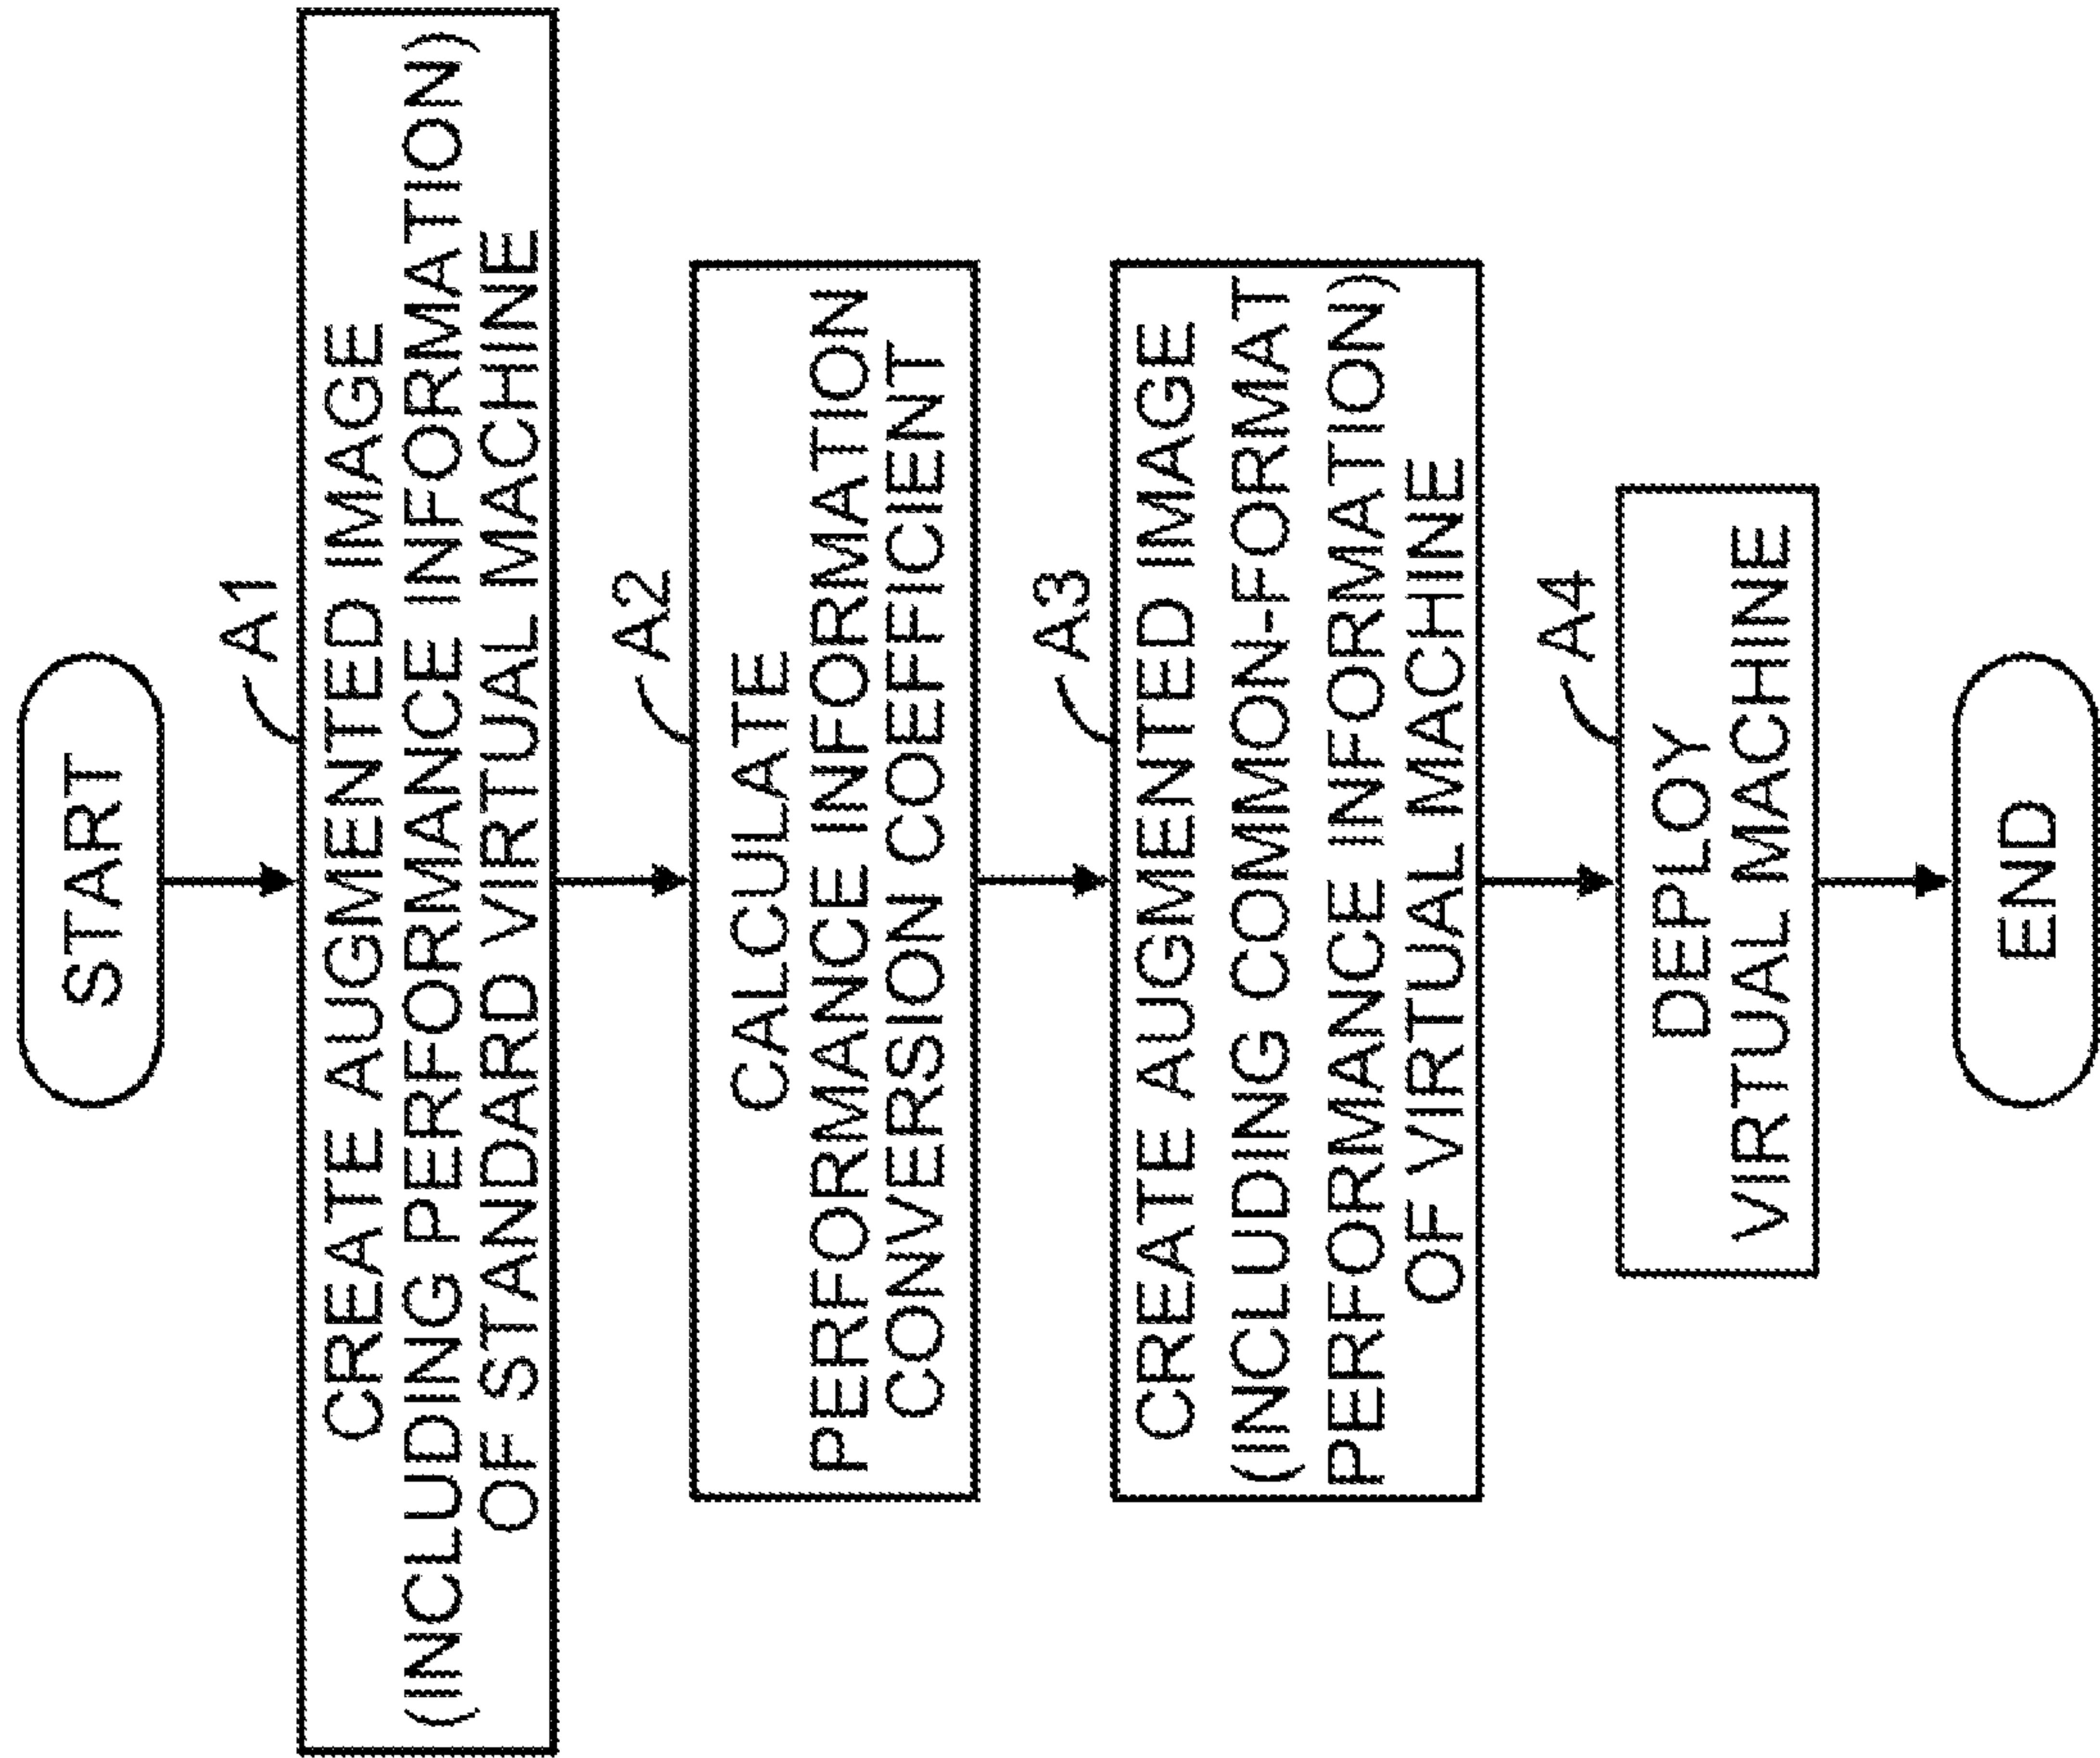 START
A1
CREATE AUGMENTED IMAGE
(INCLUDING PERFORMANCE INFORMATION)
OF STANDARD VIRTUAL MACHINE
A2
CALCULATE
PERFORMANCE INFORMATION
CONVERSION COEFFICIENT
A3
CREATE AUGMENTED IMAGE
(INCLUDING COMMON-FORMAT
PERFORMANCE INFORMATION)
OF VIRTUAL MACHINE
A4
DEPLOY
VIRTUAL MACHINE
END